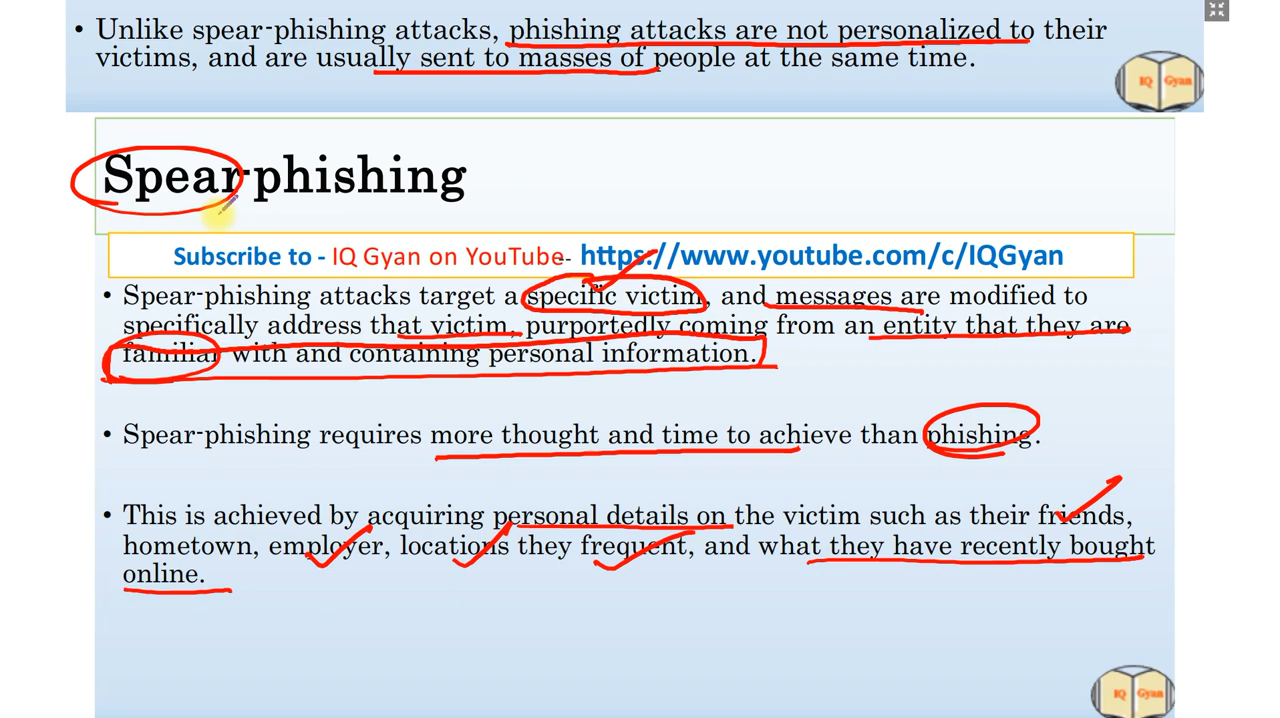 • Unlike spear-phishing attacks, phishing attacks are not personalized to their
victims, and are usually sent to masses of people at the same time.
IQ Gyan
Spear-phishing
Subscribe to - IQ Gyan on YouTube-- https://www.youtube.com/c/IQGyan
• Spear-phishing attacks target a specific victim, and messages are modified to
specifically address that victim, purportedly coming from an entity that they are
familiar with and containing personal information.
• Spear-phishing requires more thought and time to achieve than phishing.
• This is achieved by acquiring personal details on the victim such as their friends,
hometown, employer, locations they frequent, and what they have recently bought
online.
IQ Gyan